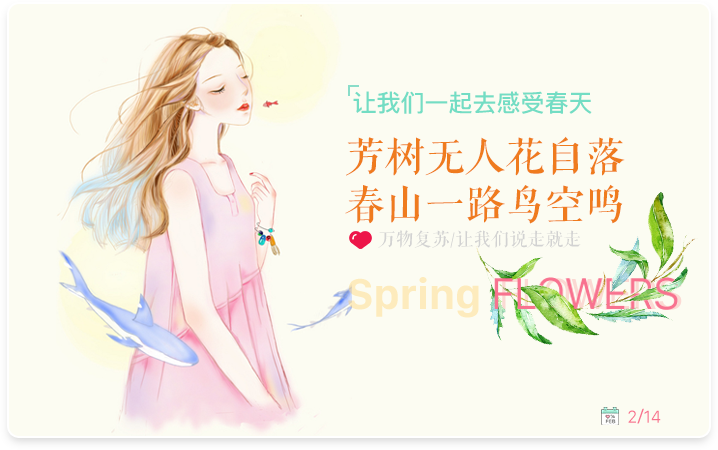 「让我们一起去感受春天
芳树无人花自落
春山一路鸟空鸣
万物复苏/让我们说走就走
Spring FLOWERS
FEB
2/14